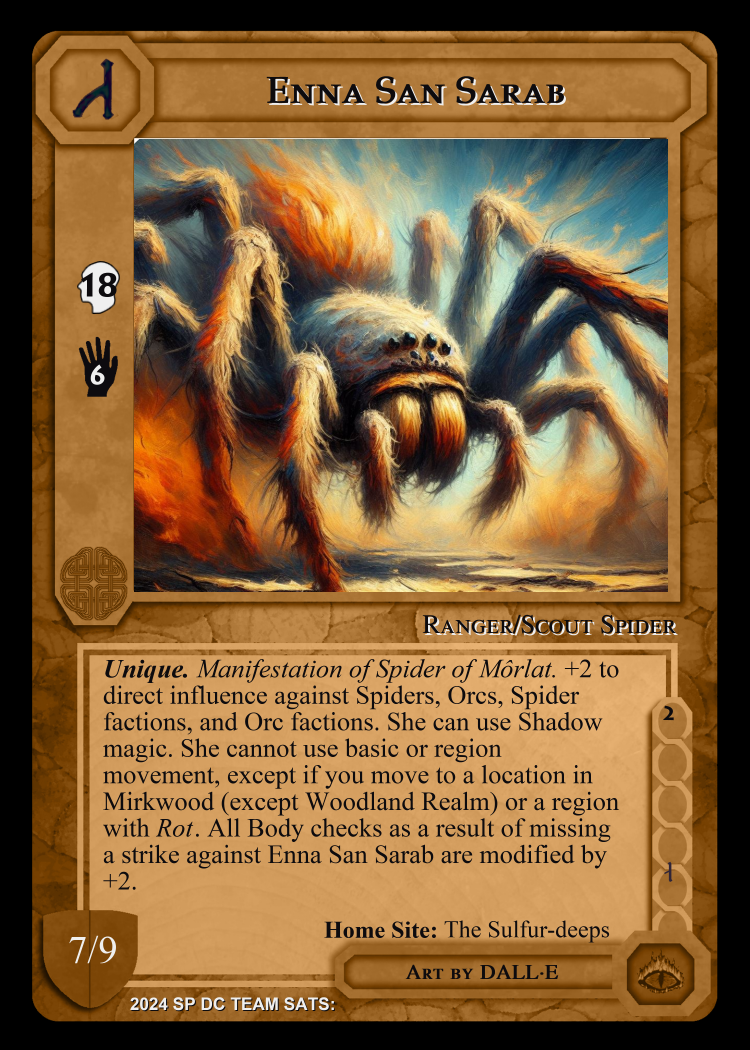 Enna San Sarab
18
6
Ranger/Scout Spider
Unique. Manifestation of Spider of Môrlat. +2 to
direct influence against Spiders, Orcs, Spider
factions, and Orc factions. She can use Shadow
magic. She cannot use basic or region
movement, except if you move to a location in
Mirkwood (except Woodland Realm) or a region
with Rot. All Body checks as a result of missing
a strike against Enna San Sarab are modified by
+2.
2
Home Site: The Sulfur-deeps
7/9
Art by DALL·E
2024 SP DC TEAM SATS: